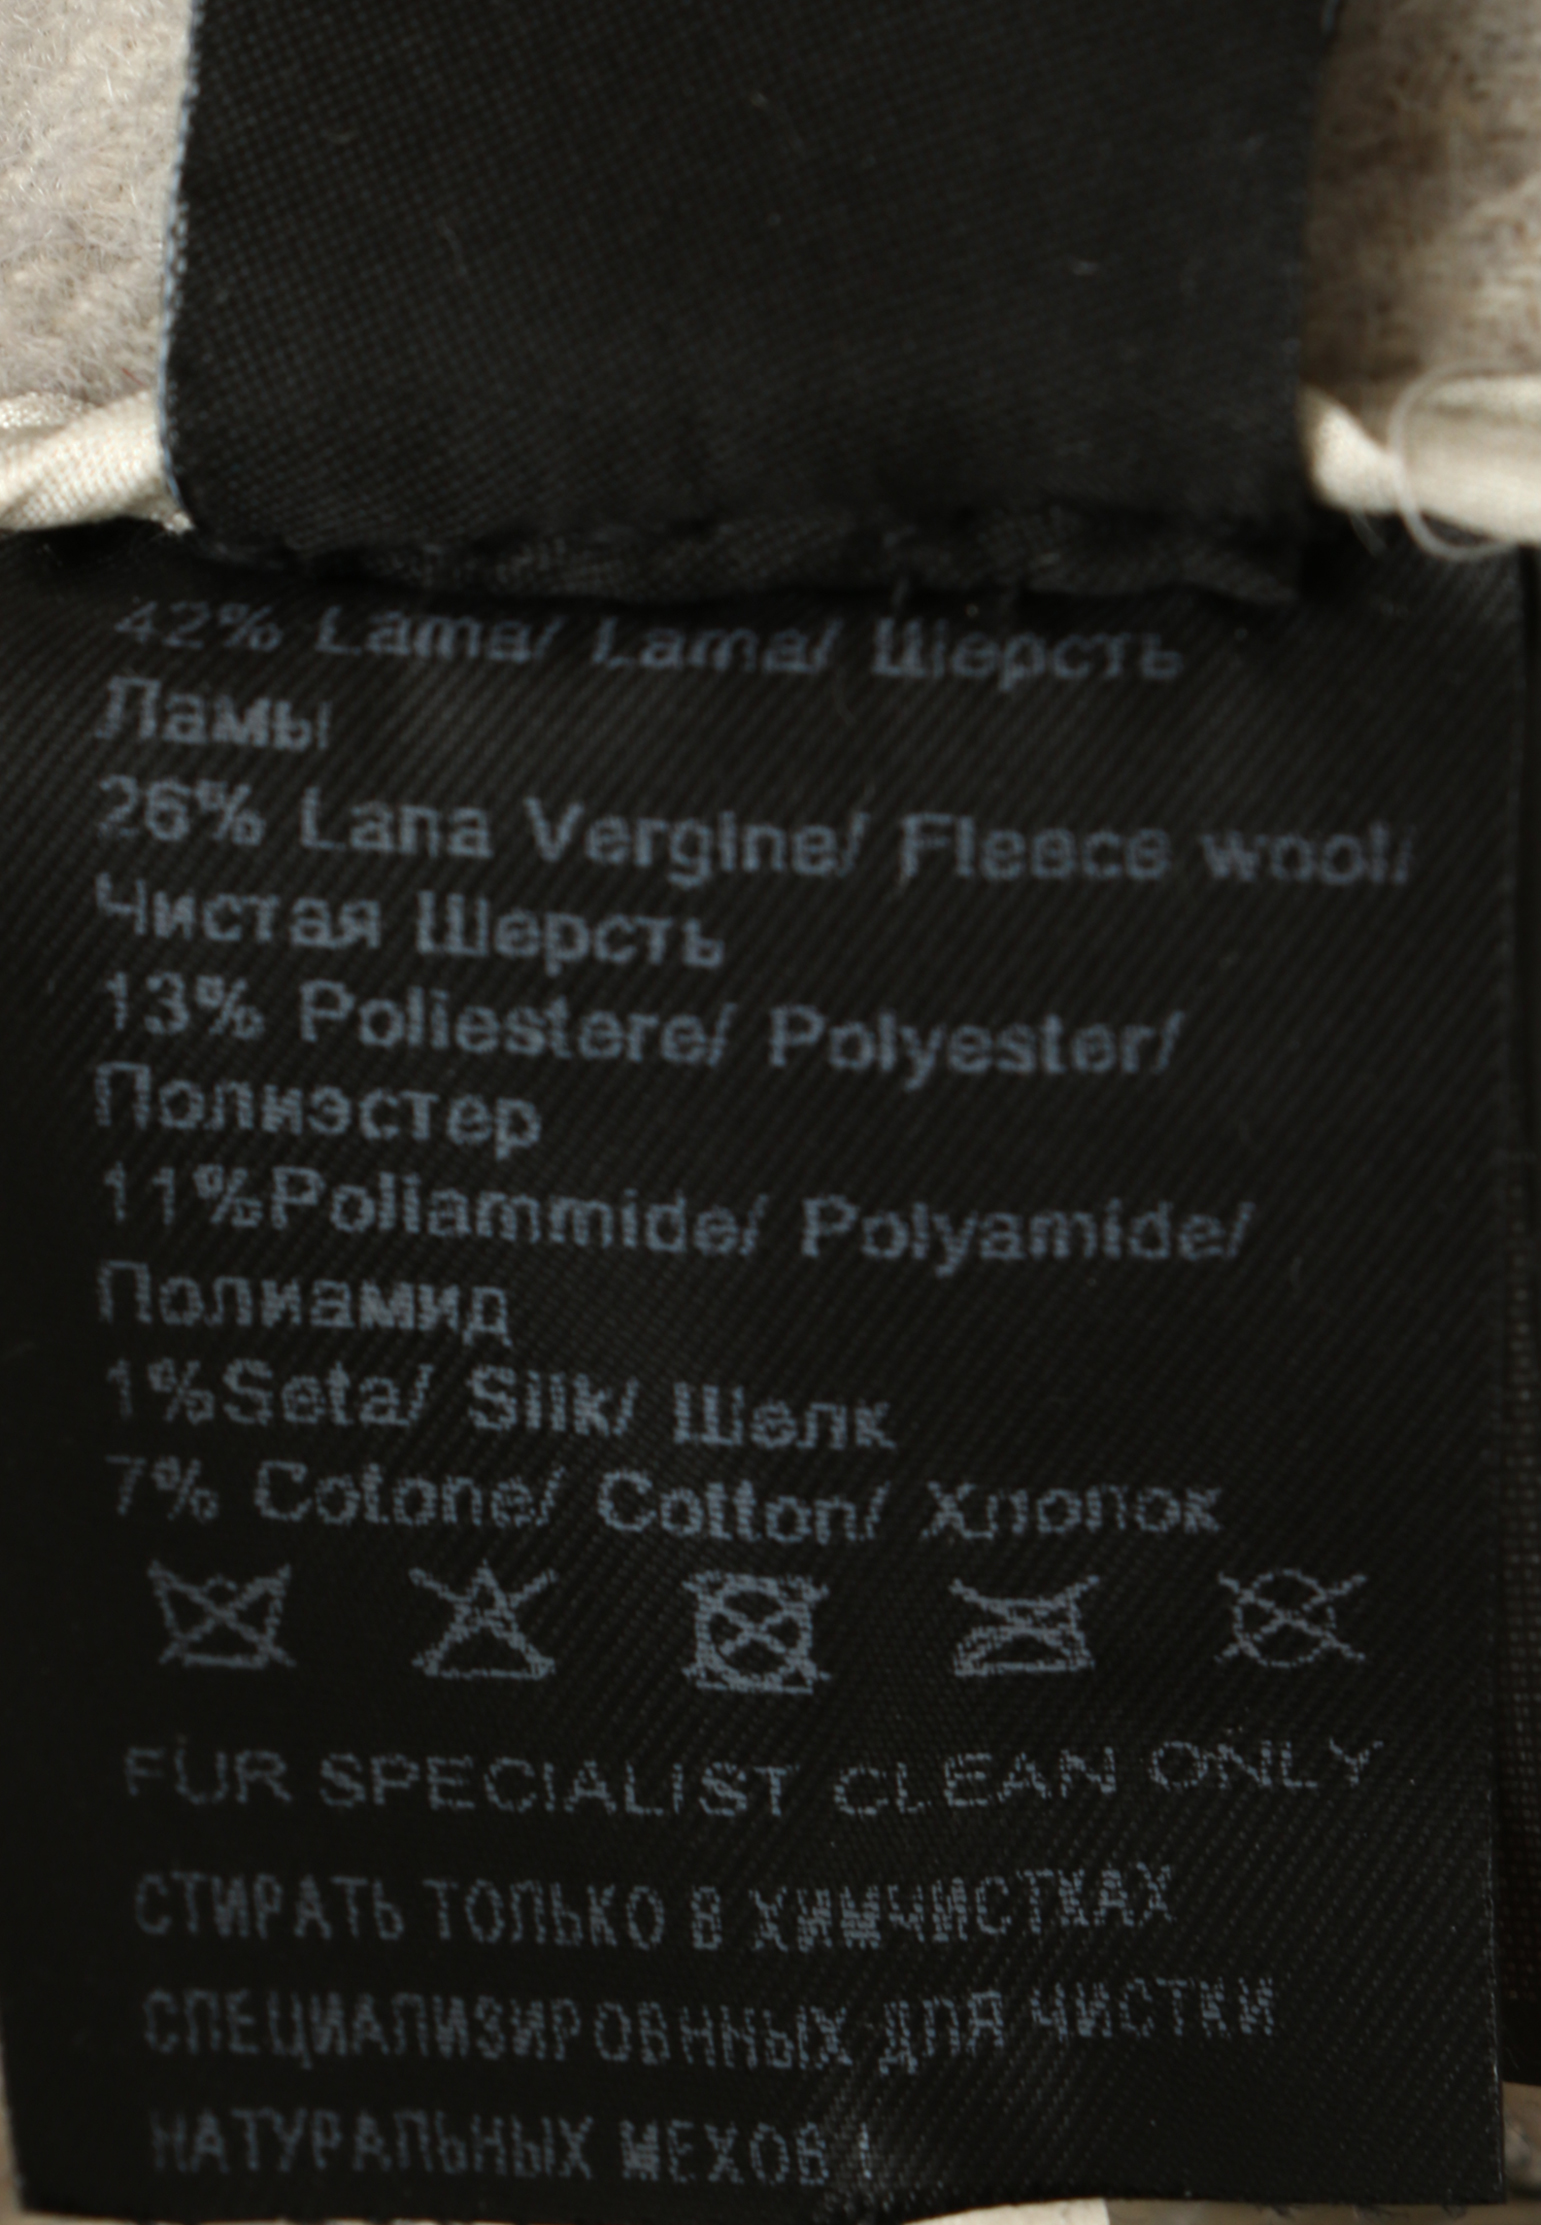 42% Lama/ Lama/ Шерсть
Ламы
26% Lana Vergine/ Fleece wool/
Чистая Шерсть
13% Poliestere/ Polyester/
Полиэстер
11%Poliammide/ Polyamide/
Полиамид
1%Seta/ Silk/ Шелк
7% Cotone/ Cotton/ Хлопок
FÜR SPECIALIST CLEAN ONLY
СТИРАТЬ ТОЛЬКО В ХИМЧИСТКАХ
СПЕЦИАЛИЗИРОВННЫХ ДЛЯ ЧИСТКИ
НАТУРАЛЬНЫХ МЕХОВ !